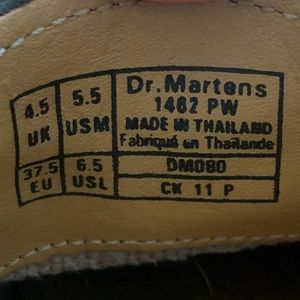 4.5
UK
5.5
USM
37.5
EU
6.5
USL
Dr.Martens
1462 PW
MADE IN THAILAND
Fabriqué en Thailande
DM080
CK 11 P